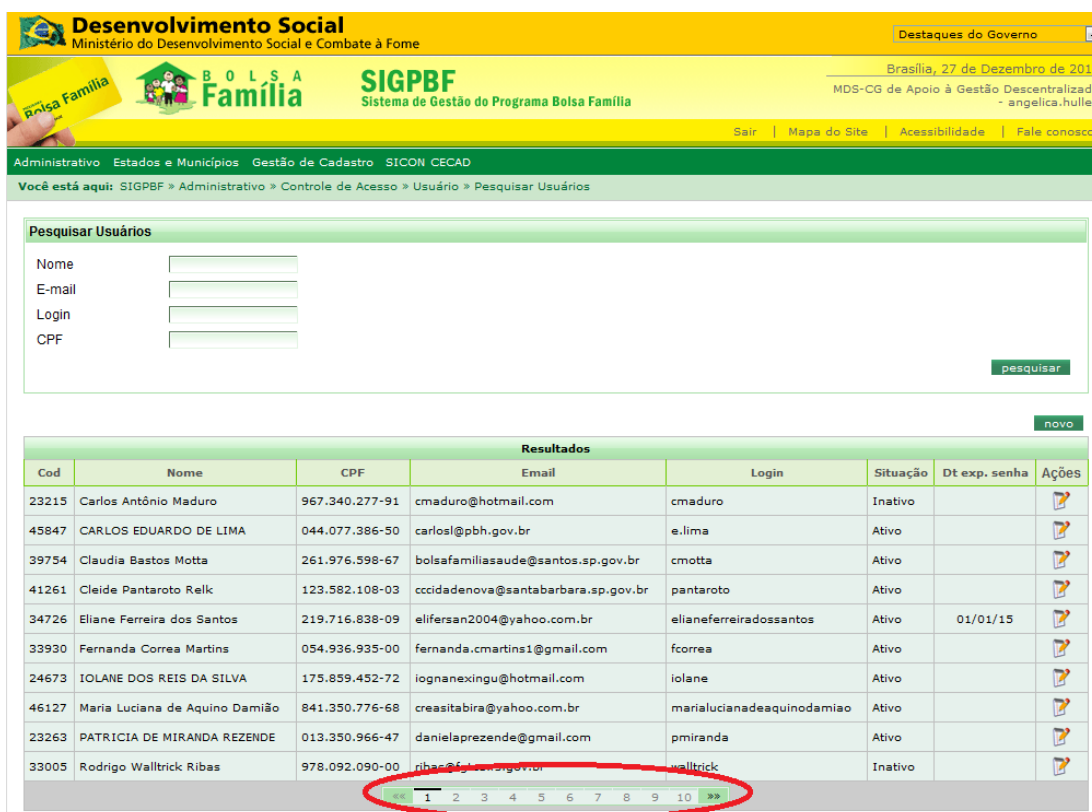 Desenvolvimento Social
Ministério do Desenvolvimento Social e Combate à Fome
Destaques do Governo
Bolsa Família
BOLSA
Família
SIGPBF
Sistema de Gestão do Programa Bolsa Família
Brasília, 27 de Dezembro de 201
MDS-CG de Apoio à Gestão Descentralizad
- angelica.hulle
Sair | Mapa do Site | Acessibilidade | Fale conosco
Administrativo Estados e Municípios Gestão de Cadastro SICON CECAD
Você está aqui: SIGPBF » Administrativo » Controle de Acesso » Usuário » Pesquisar Usuários
Pesquisar Usuários
Nome
E-mail
Login
CPF
pesquisar
novo
Resultados
Cod Nome CPF Email Login Situação Dt exp. senha Ações
23215 Carlos Antônio Maduro 967.340.277-91 cmaduro@hotmail.com cmaduro Inativo
45847 CARLOS EDUARDO DE LIMA 044.077.386-50 carlosl@pbh.gov.br e.lima Ativo
39754 Claudia Bastos Motta 261.976.598-67 bolsafamiliasaude@santos.sp.gov.br cmotta Ativo
41261 Cleide Pantaroto Relk 123.582.108-03 cccidadenova@santabarbara.sp.gov.br pantaroto Ativo
34726 Eliane Ferreira dos Santos 219.716.838-09 elifersan2004@yahoo.com.br elianeferreiradossantos Ativo 01/01/15
33930 Fernanda Correa Martins 054.936.935-00 fernanda.cmartins1@gmail.com fcorrea Ativo
24673 IOLANE DOS REIS DA SILVA 175.859.452-72 iognanexingu@hotmail.com iolane Ativo
46127 Maria Luciana de Aquino Damião 841.350.776-68 creasitabira@yahoo.com.br marialucianadeaquinodamiao Ativo
23263 PATRICIA DE MIRANDA REZENDE 013.350.966-47 danielaprezende@gmail.com pmiranda Ativo
33005 Rodrigo Walltrick Ribas 978.092.090-00 walltrick Inativo
«« 1 2 3 4 5 6 7 8 9 10 »»